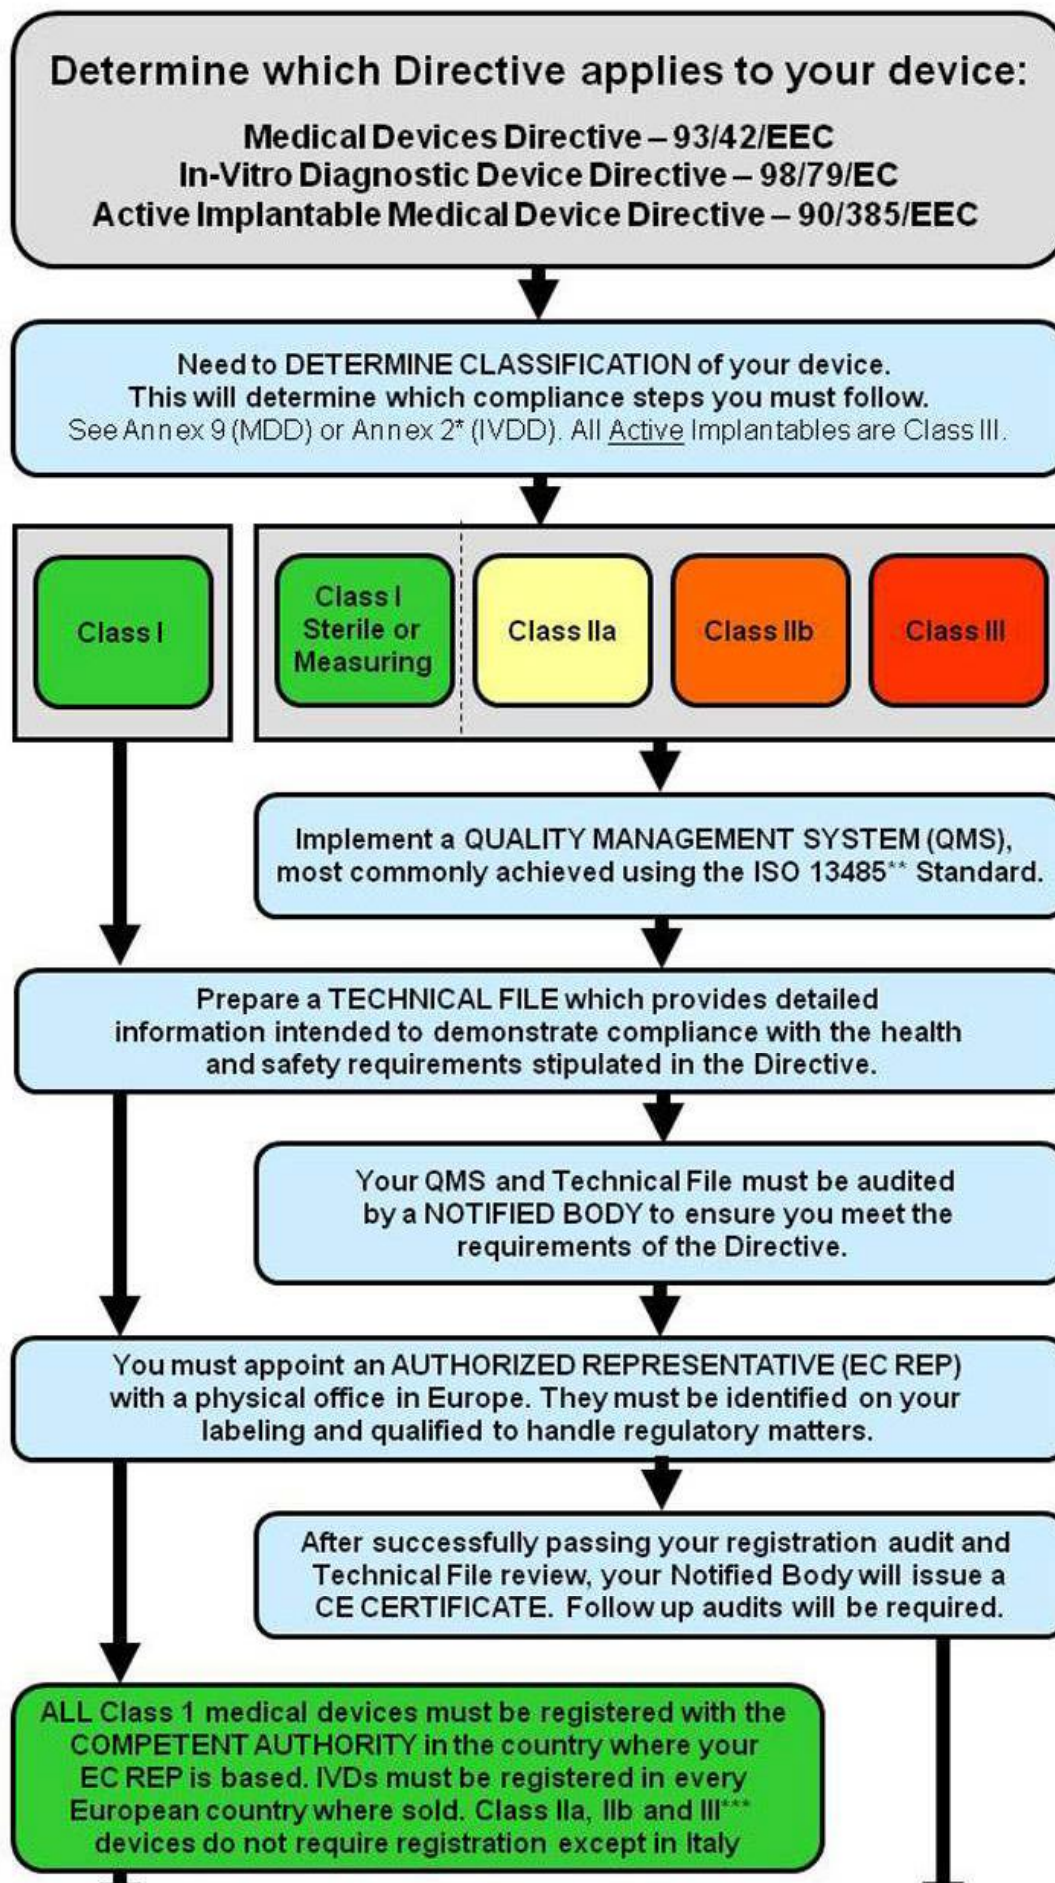 Determine which Directive applies to your device:
Medical Devices Directive – 93/42/EEC
In-Vitro Diagnostic Device Directive – 98/79/EC
Active Implantable Medical Device Directive – 90/385/EEC
Need to DETERMINE CLASSIFICATION of your device.
This will determine which compliance steps you must follow.
See Annex 9 (MDD) or Annex 2* (IVDD). All Active Implantables are Class III.
Class I
Class I
Sterile or
Measuring
Class IIa
Class IIb
Class III
Implement a QUALITY MANAGEMENT SYSTEM (QMS),
most commonly achieved using the ISO 13485** Standard.
Prepare a TECHNICAL FILE which provides detailed
information intended to demonstrate compliance with the health
and safety requirements stipulated in the Directive.
Your QMS and Technical File must be audited
by a NOTIFIED BODY to ensure you meet the
requirements of the Directive.
You must appoint an AUTHORIZED REPRESENTATIVE (EC REP)
with a physical office in Europe. They must be identified on your
labeling and qualified to handle regulatory matters.
After successfully passing your registration audit and
Technical File review, your Notified Body will issue a
CE CERTIFICATE. Follow up audits will be required.
ALL Class 1 medical devices must be registered with the
COMPETENT AUTHORITY in the country where your
EC REP is based. IVDs must be registered in every
European country where sold. Class IIa, IIb and III***
devices do not require registration except in Italy